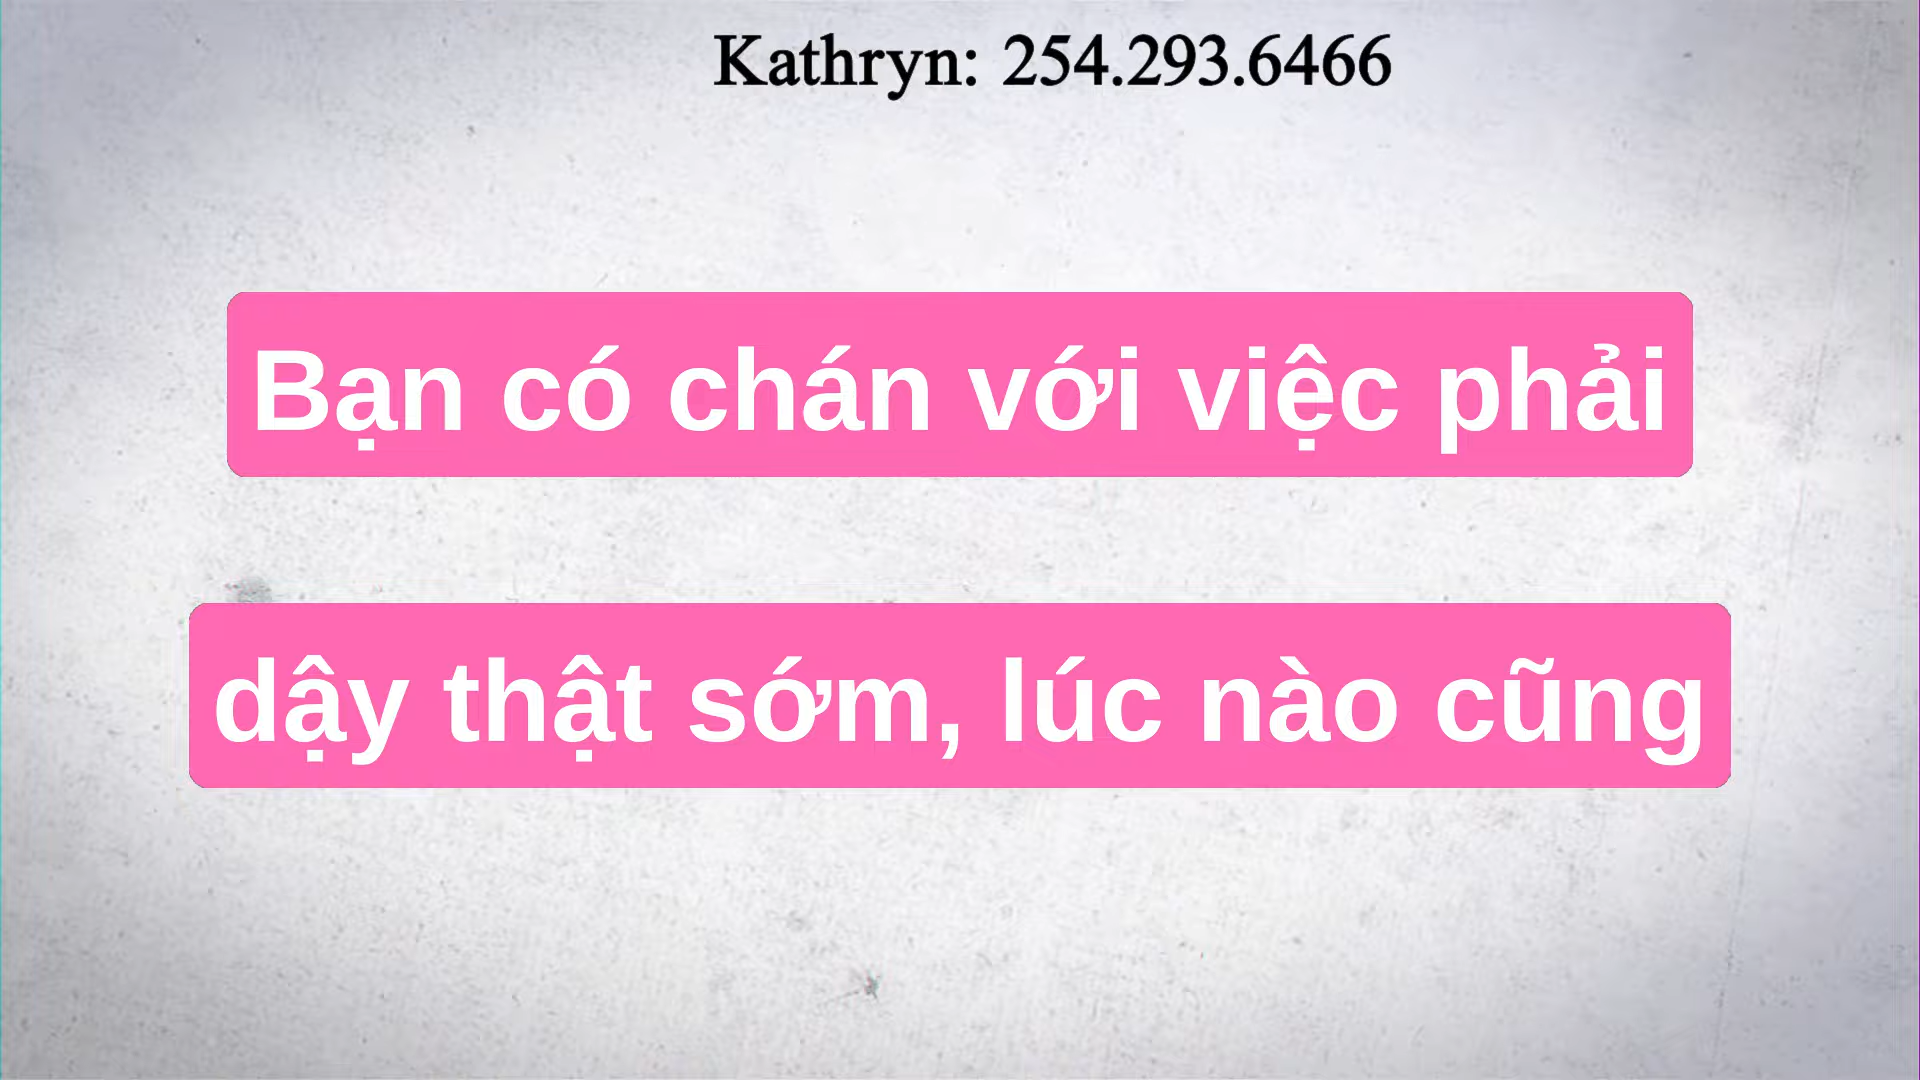 Kathryn: 254.293.6466
Bạn có chán với việc phải
dậy thật sớm, lúc nào cũng